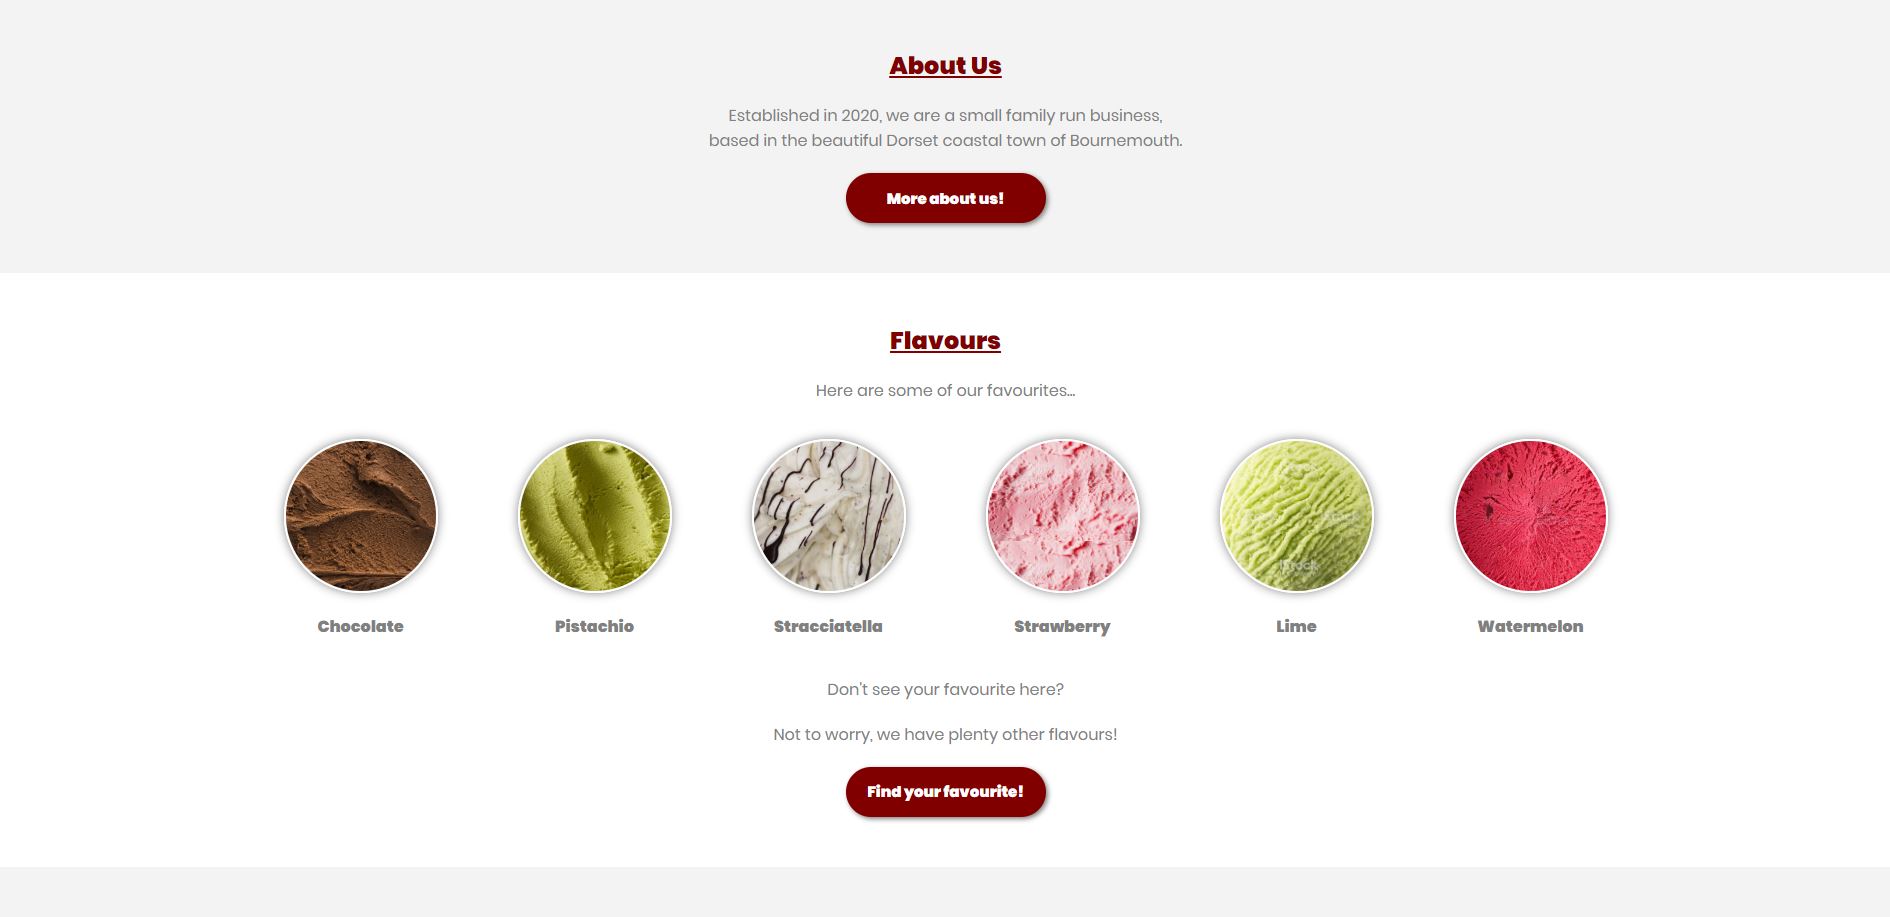 About Us
Established in 2020, we are a small family run business,
based in the beautiful Dorset coastal town of Bournemouth.
More about us!
Flavours
Here are some of our favourites...
Chocolate
Pistachio
Stracciatella
Strawberry
iStock
Lime
Watermelon
Don't see your favourite here?
Not to worry, we have plenty other flavours!
Find your favourite!